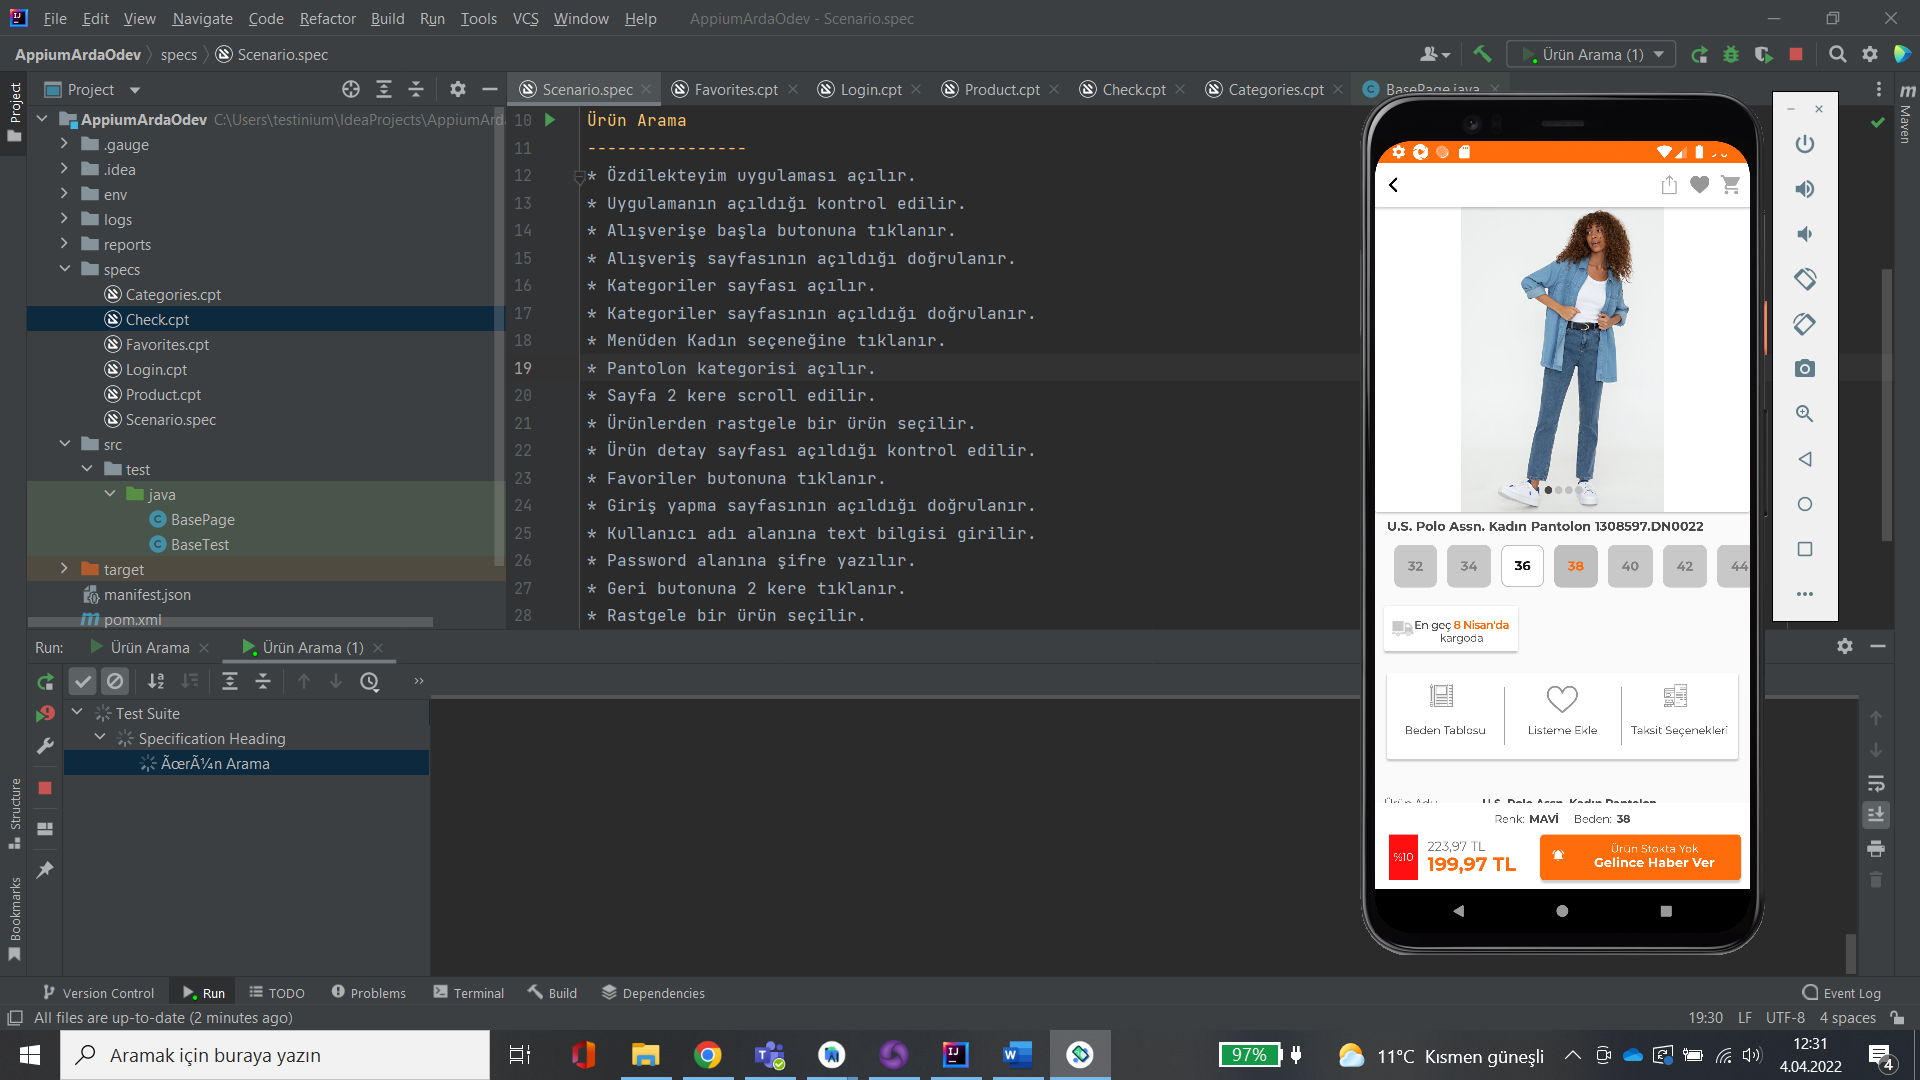 File Edit View Navigate Code Refactor Build Run Tools VCS Window Help AppiumArdaOdev - Scenario.spec
AppiumArdaOdev specs Scenario.spec
Ürün Arama (1)
Project
Scenario.spec Favorites.cpt Login.cpt Product.cpt Check.cpt Categories.cpt BasePage.java
Project
Maven
AppiumArdaOdev C:\Users\testinium\IdeaProjects\AppiumArd
.gauge
.idea
env
logs
reports
specs
Categories.cpt
Check.cpt
Favorites.cpt
Login.cpt
Product.cpt
Scenario.spec
src
test
java
BasePage
BaseTest
target
manifest.json
pom.xml
10 Ürün Arama
11 ----------------
12 * Özdilekteyim uygulaması açılır.
13 * Uygulamanın açıldığı kontrol edilir.
14 * Alışverişe başla butonuna tıklanır.
15 * Alışveriş sayfasının açıldığı doğrulanır.
16 * Kategoriler sayfası açılır.
17 * Kategoriler sayfasının açıldığı doğrulanır.
18 * Menüden Kadın seçeneğine tıklanır.
19 * Pantolon kategorisi açılır.
20 * Sayfa 2 kere scroll edilir.
21 * Ürünlerden rastgele bir ürün seçilir.
22 * Ürün detay sayfası açıldığı kontrol edilir.
23 * Favoriler butonuna tıklanır.
24 * Giriş yapma sayfasının açıldığı doğrulanır.
25 * Kullanıcı adı alanına text bilgisi girilir.
26 * Password alanına şifre yazılır.
27 * Geri butonuna 2 kere tıklanır.
28 * Rastgele bir ürün seçilir.
U.S. Polo Assn. Kadın Pantolon 1308597.DN0022
32 34 36 38 40 42 44
En geç 8 Nisan'da
kargoda
Beden Tablosu Listeme Ekle Taksit Seçenekleri
Ürün Adı: U.S. Polo Assn. Kadın Pantolon
Renk: MAVİ Beden: 38
%10 223,97 TL
199,97 TL
Ürün Stokta Yok
Gelince Haber Ver
Run: Ürün Arama Ürün Arama (1)
Test Suite
Specification Heading
ÃœrÃ¼n Arama
Structure
Bookmarks
Version Control Run TODO Problems Terminal Build Dependencies Event Log
All files are up-to-date (2 minutes ago) 19:30 LF UTF-8 4 spaces
Aramak için buraya yazın
97% 11°C Kısmen güneşli
12:31
4.04.2022
4